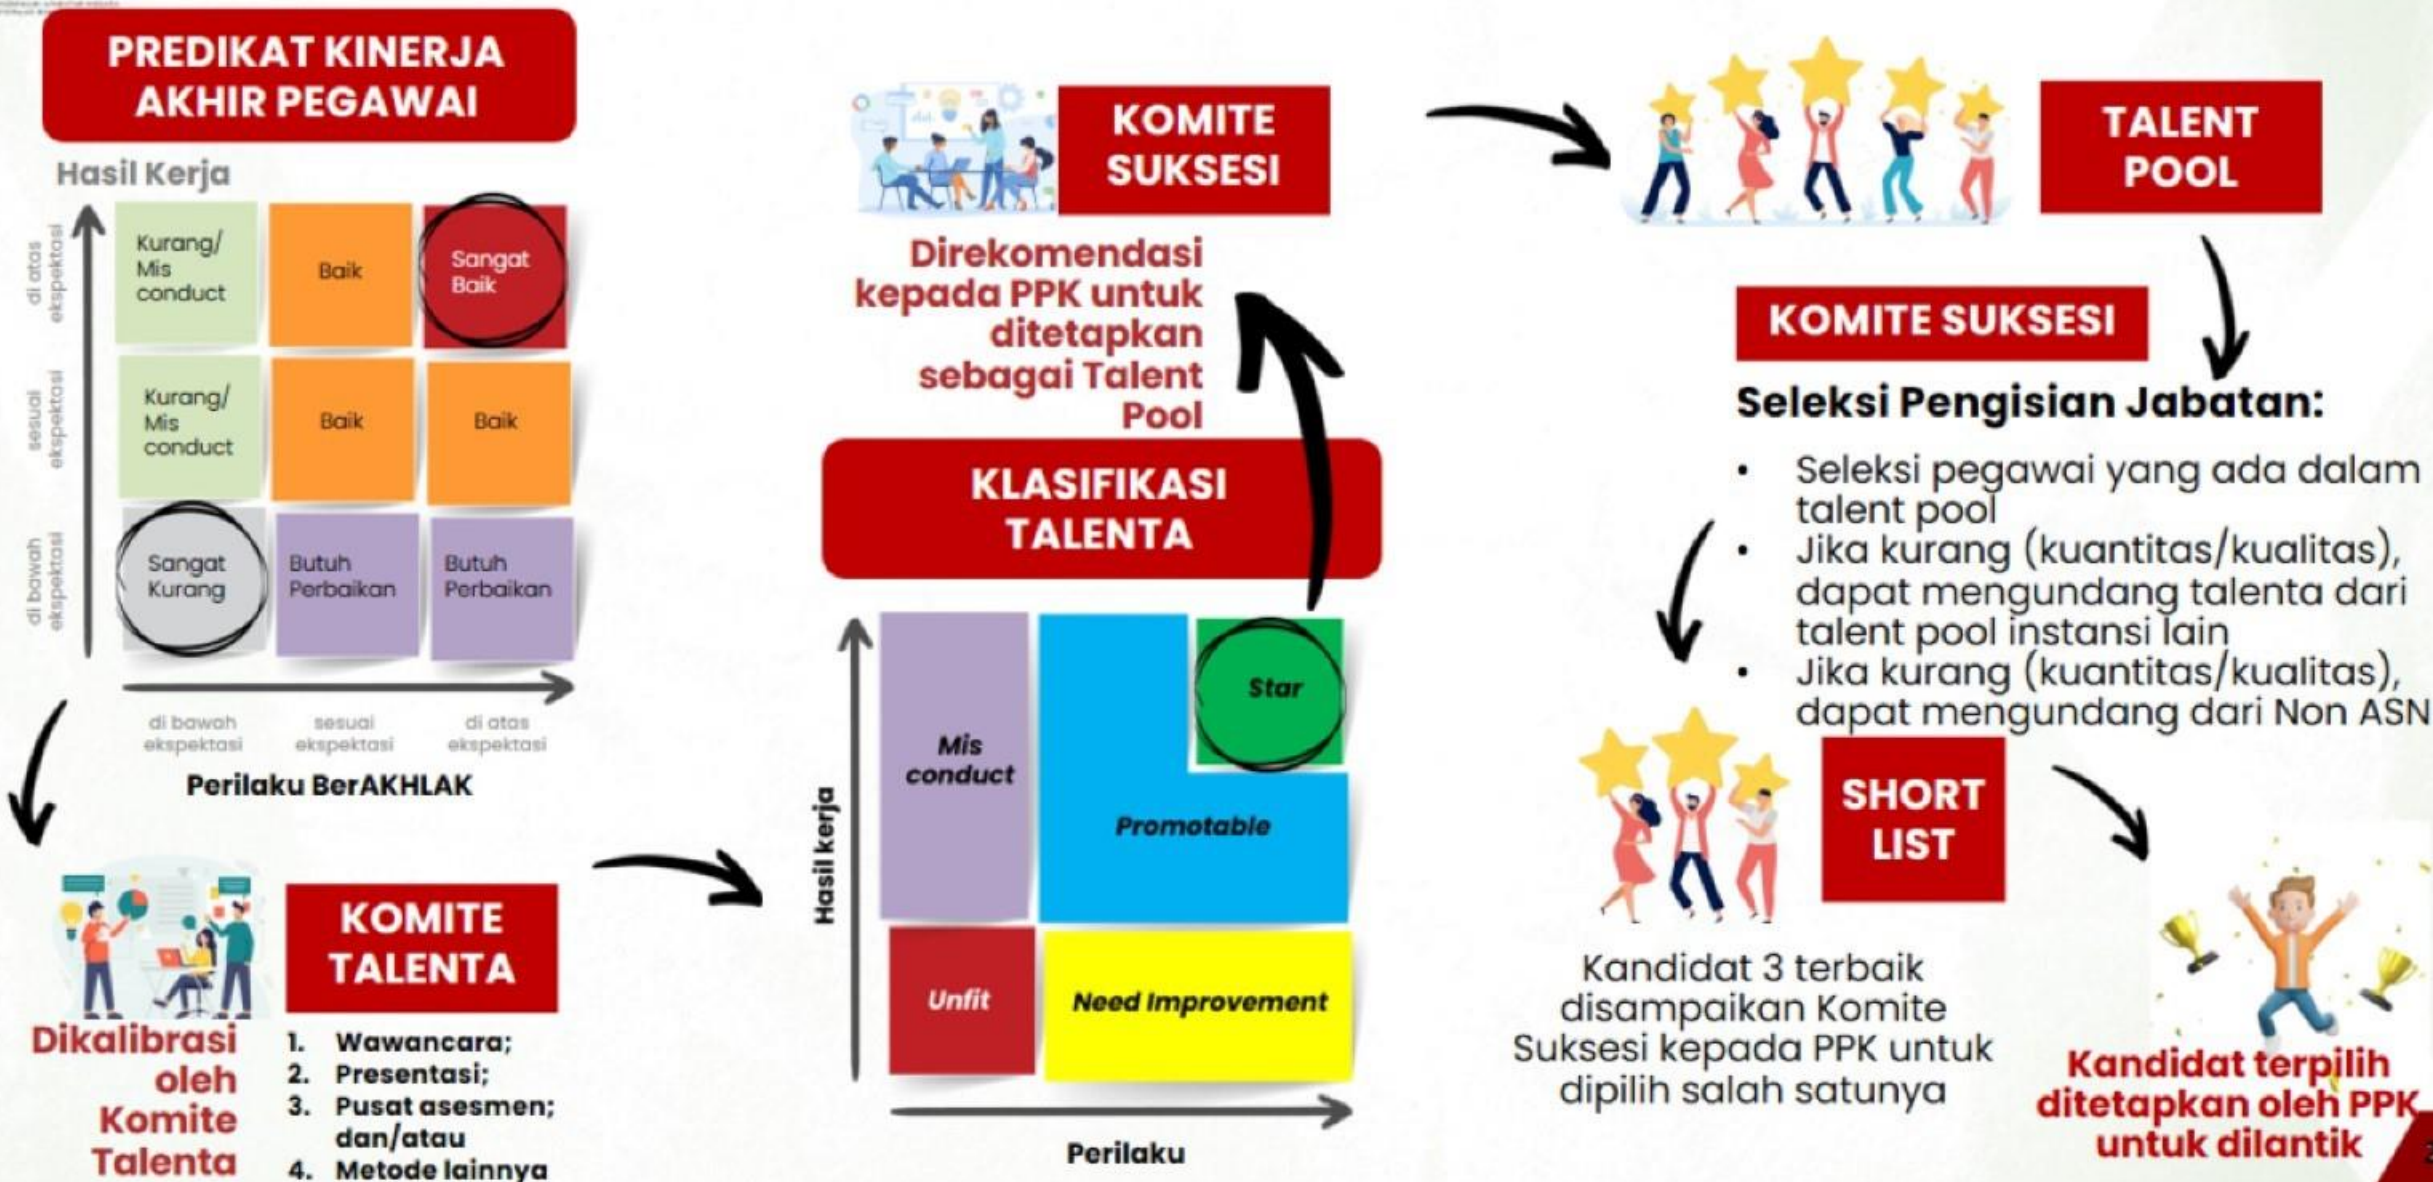 PREDIKAT KINERJA
AKHIR PEGAWAI
Hasil Kerja
di atas
ekspektasi
Kurang/
Mis
conduct
Baik
Sangat
Baik
sesuai
ekspektasi
Kurang/
Mis
conduct
Baik
Baik
di bawah
ekspektasi
Sangat
Kurang
Butuh
Perbaikan
Butuh
Perbaikan
di bawah
ekspektasi
sesuai
ekspektasi
di atas
ekspektasi
Perilaku BerAKHLAK
KOMITE
TALENTA
Dikalibrasi
oleh
Komite
Talenta
1. Wawancara;
2. Presentasi;
3. Pusat asesmen;
dan/atau
4. Metode lainnya
KOMITE
SUKSESI
Direkomendasi
kepada PPK untuk
ditetapkan
sebagai Talent
Pool
KLASIFIKASI
TALENTA
Hasil kerja
Mis
conduct
Star
Promotable
Unfit
Need Improvement
Perilaku
TALENT
POOL
KOMITE SUKSESI
Seleksi Pengisian Jabatan:
• Seleksi pegawai yang ada dalam
talent pool
• Jika kurang (kuantitas/kualitas),
dapat mengundang talenta dari
talent pool instansi lain
• Jika kurang (kuantitas/kualitas),
dapat mengundang dari Non ASN
SHORT
LIST
Kandidat 3 terbaik
disampaikan Komite
Suksesi kepada PPK untuk
dipilih salah satunya
Kandidat terpilih
ditetapkan oleh PPK
untuk dilantik